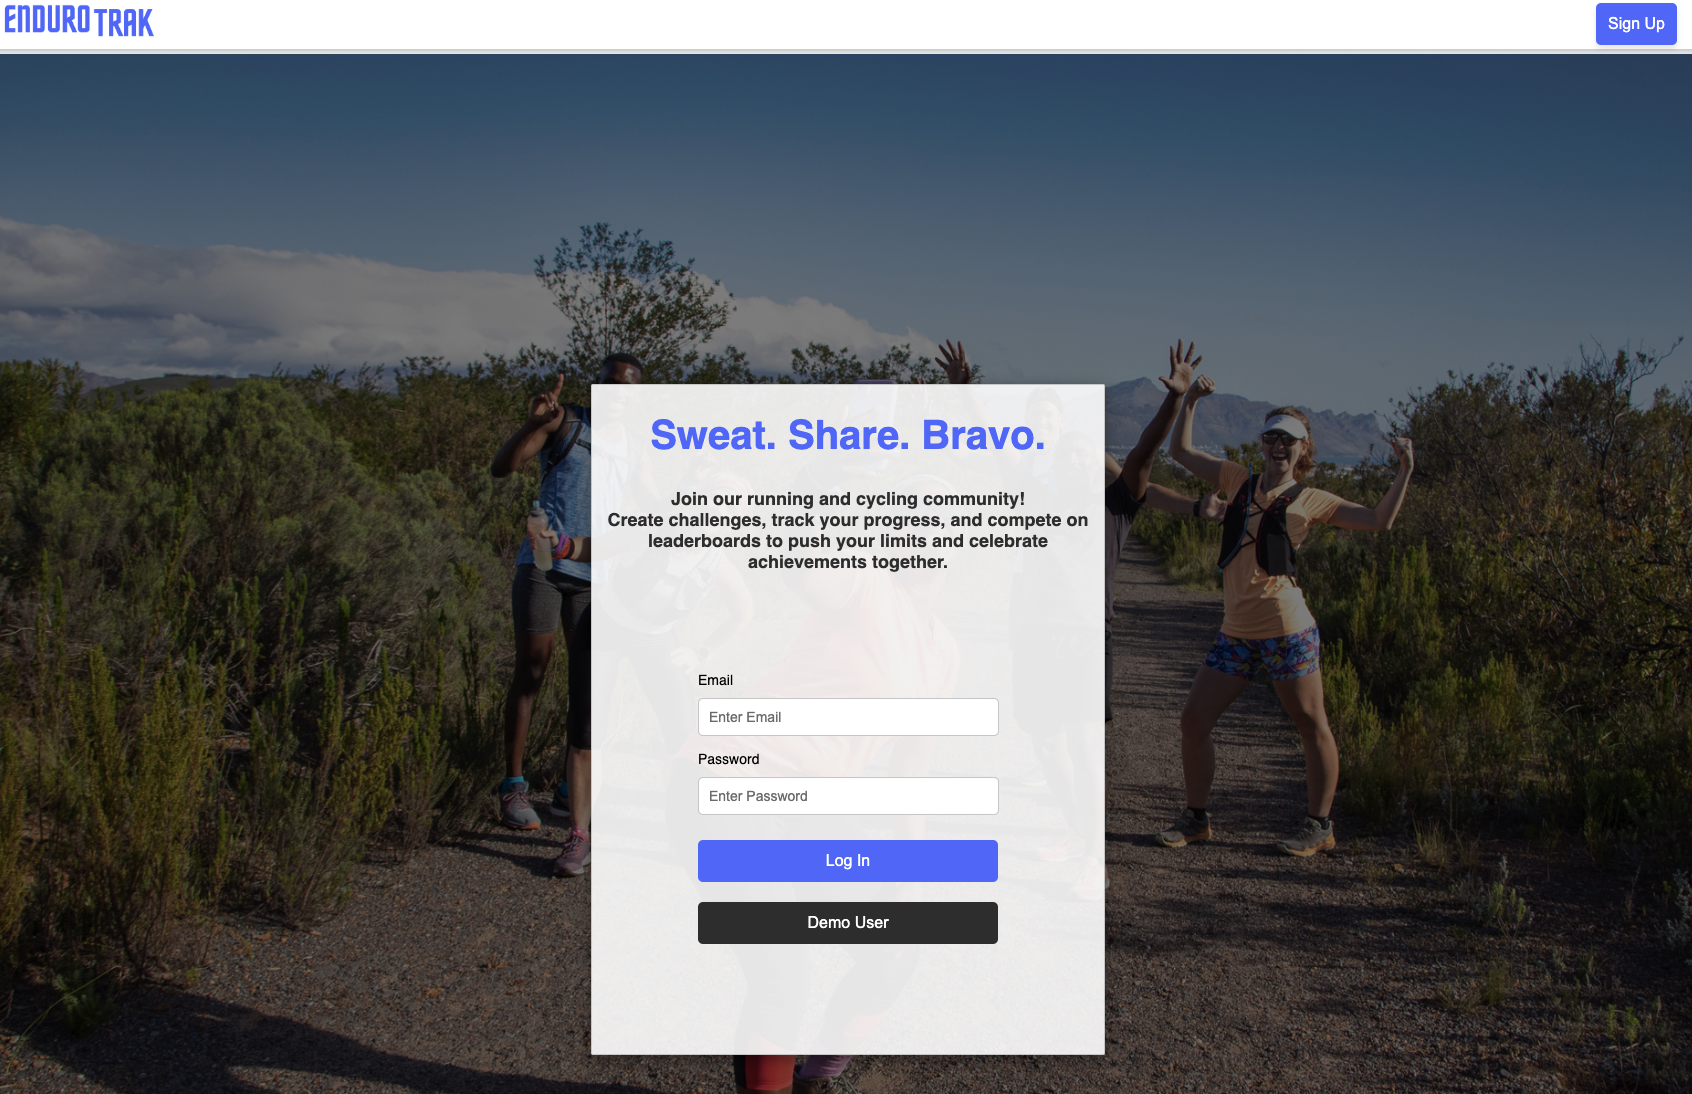 ENDURO TRAK
Sign Up
Sweat. Share. Bravo.
Join our running and cycling community!
Create challenges, track your progress, and compete on
leaderboards to push your limits and celebrate
achievements together.
Email
Enter Email
Password
Enter Password
Log In
Demo User